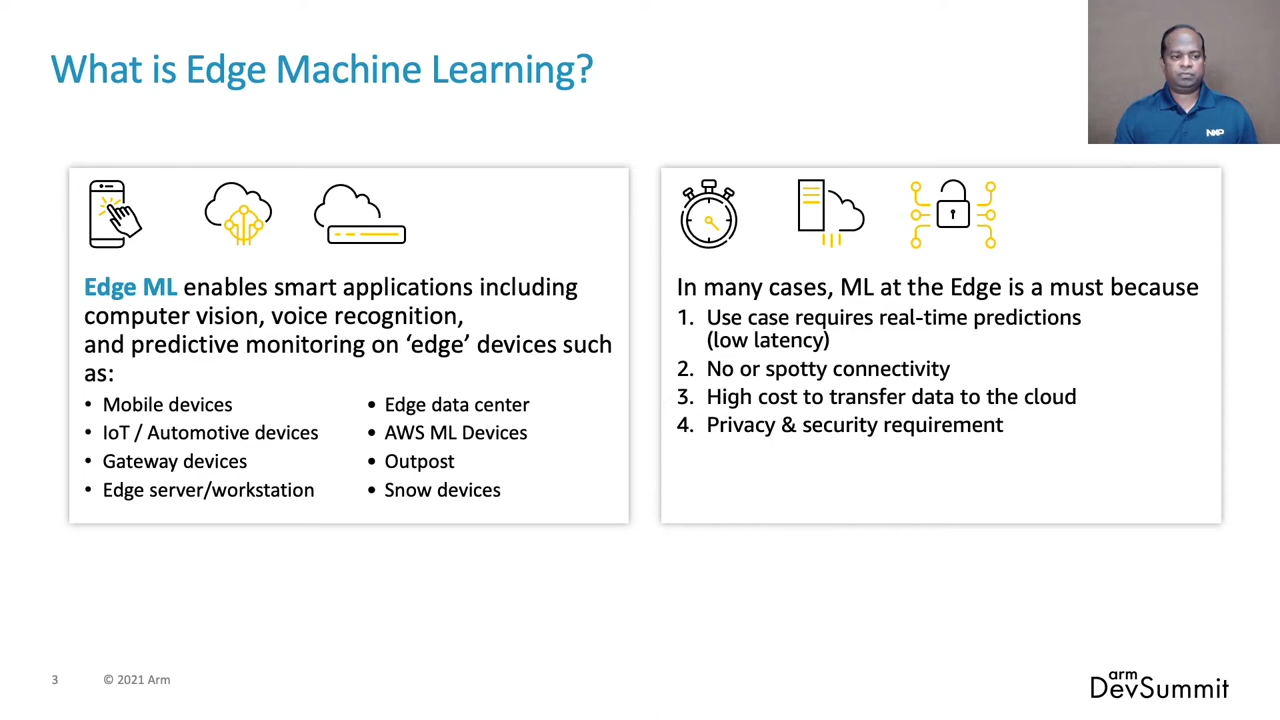 What is Edge Machine Learning?
NXP
Edge ML enables smart applications including
computer vision, voice recognition,
and predictive monitoring on ‘edge’ devices such
as:
• Mobile devices
• IoT / Automotive devices
• Gateway devices
• Edge server/workstation
• Edge data center
• AWS ML Devices
• Outpost
• Snow devices
In many cases, ML at the Edge is a must because
1. Use case requires real-time predictions
(low latency)
2. No or spotty connectivity
3. High cost to transfer data to the cloud
4. Privacy & security requirement
3 © 2021 Arm
arm
DevSummit